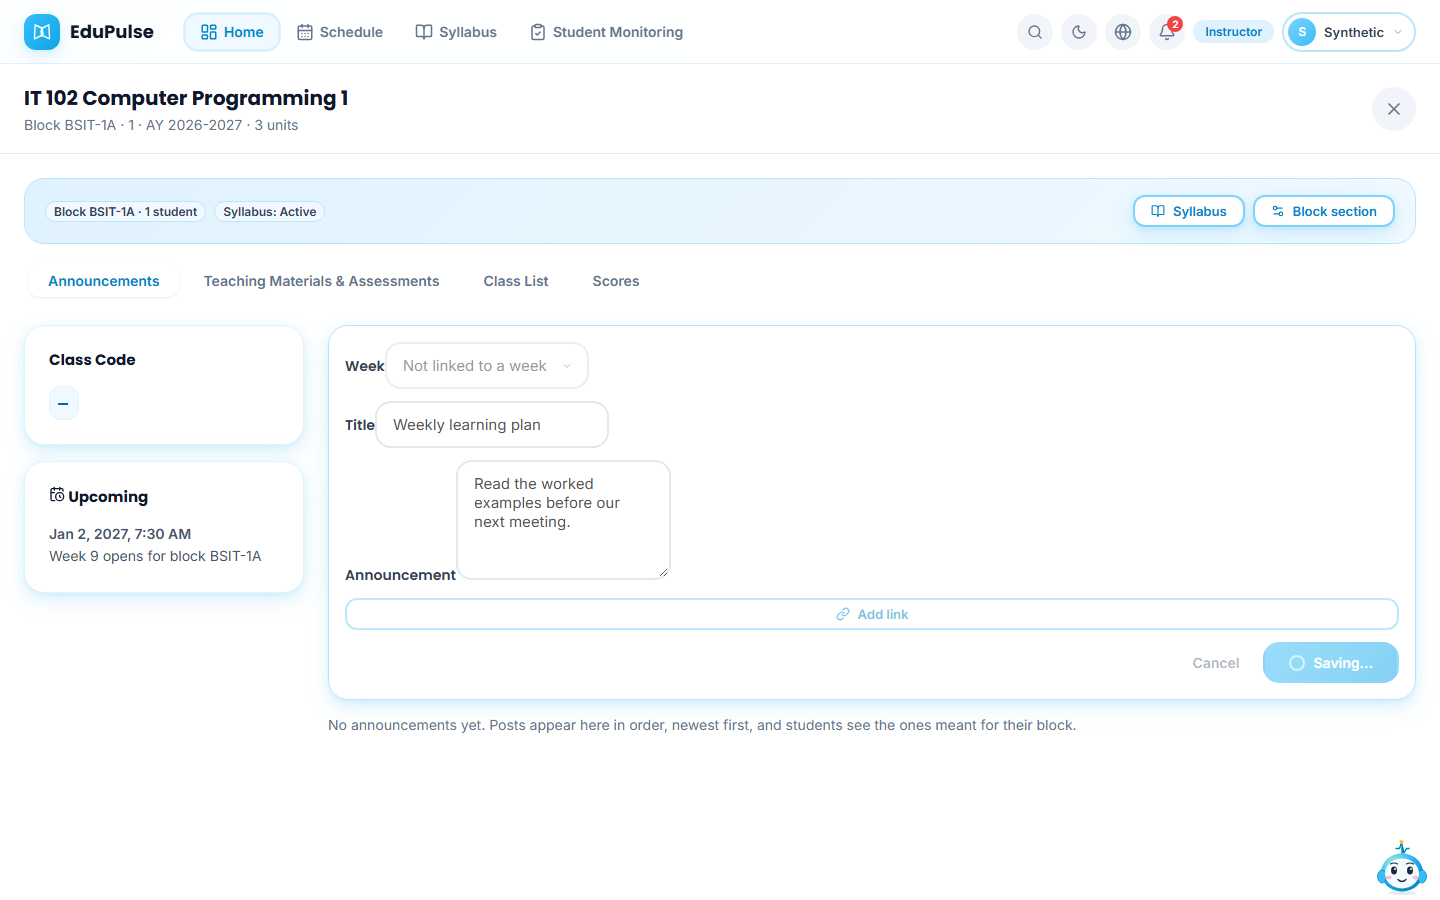 EduPulse
Home
Schedule
Syllabus
Student Monitoring
2
Instructor
S
Synthetic
IT 102 Computer Programming 1
Block BSIT-1A · 1 · AY 2026-2027 · 3 units
Block BSIT-1A · 1 student
Syllabus: Active
Syllabus
Block section
Announcements
Teaching Materials & Assessments
Class List
Scores
Class Code
—
Upcoming
Jan 2, 2027, 7:30 AM
Week 9 opens for block BSIT-1A
Week
Not linked to a week
Title
Weekly learning plan
Announcement
Read the worked
examples before our
next meeting.
Add link
Cancel
Saving...
No announcements yet. Posts appear here in order, newest first, and students see the ones meant for their block.